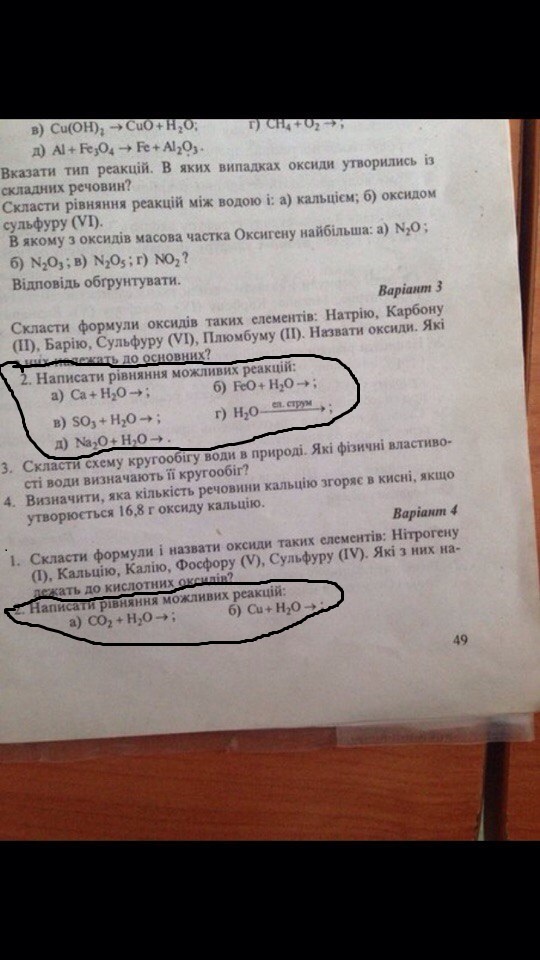 в) Cu(OH)₂ → CuO + H₂O; г) CH₄ + O₂ → ;
д) Al + Fe₃O₄ → Fe + Al₂O₃.
Вказати тип реакцій. В яких випадках оксиди утворились із
складних речовин?
Скласти рівняння реакцій між водою і: а) кальцієм; б) оксидом
сульфуру (VI).
В якому з оксидів масова частка Оксигену найбільша: а) N₂O ;
б) N₂O₃ ; в) N₂O₅ ; г) NO₂ ?
Відповідь обґрунтувати.
Варіант 3
Скласти формули оксидів таких елементів: Натрію, Карбону
(II), Барію, Сульфуру (VI), Плюмбуму (II). Назвати оксиди. Які
з них належать до основних?
2. Написати рівняння можливих реакцій:
а) Ca + H₂O → ; б) FeO + H₂O → ;
в) SO₃ + H₂O → ; г) H₂O ел. струм → ;
д) Na₂O + H₂O → .
3. Скласти схему кругообігу води в природі. Які фізичні властиво-
сті води визначають її кругообіг?
4. Визначити, яка кількість речовини кальцію згоряє в кисні, якщо
утворюється 16,8 г оксиду кальцію.
Варіант 4
1. Скласти формули і назвати оксиди таких елементів: Нітрогену
(I), Кальцію, Калію, Фосфору (V), Сульфуру (IV). Які з них на-
лежать до кислотних оксидів?
2. Написати рівняння можливих реакцій:
а) CO₂ + H₂O → ; б) Cu + H₂O → ;
49